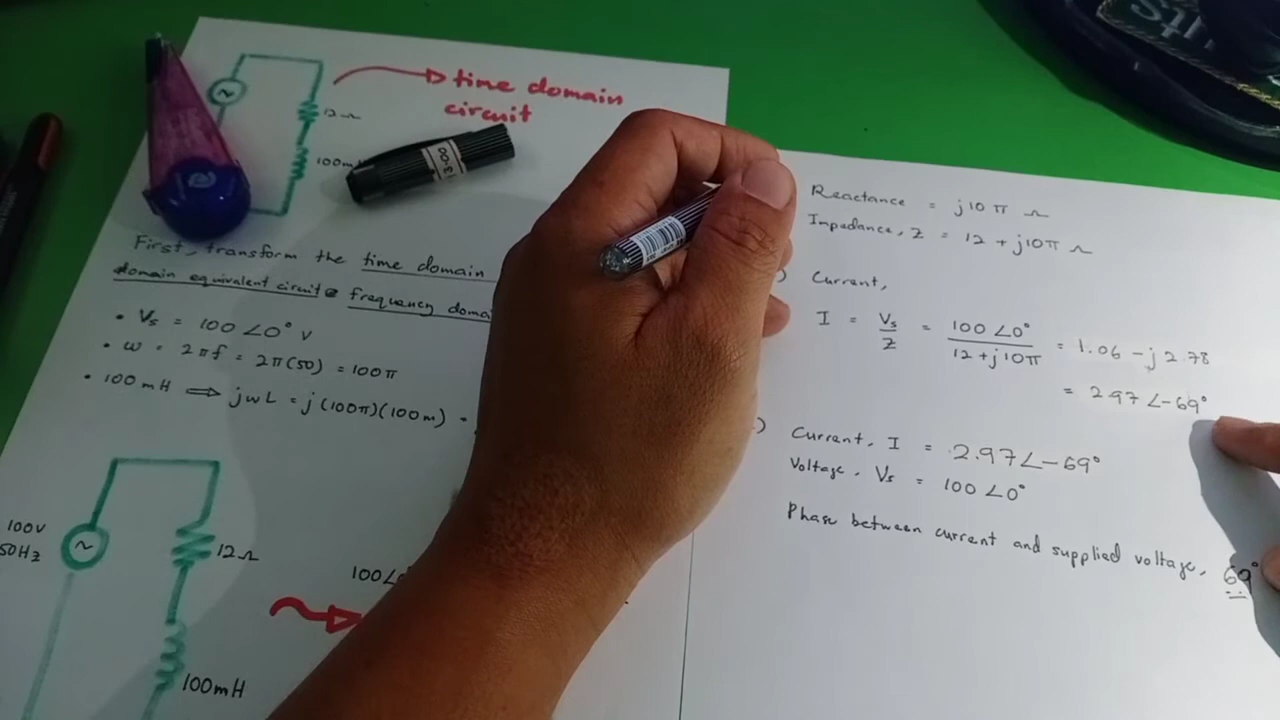 time domain
circuit
12Ω
100m
First, transform the time domain
domain equivalent circuit @ frequency doma
• Vs = 100∠0° v
• ω = 2πf = 2π(50) = 100π
• 100mH ⟹ jωL = j(100π)(100m) =
100V
50Hz
12Ω
100mH
100∠0
Reactance = j10π Ω
Impedance, Z = 12 + j10π Ω
) Current,
I = Vs/Z = 100∠0°/12+j10π = 1.06 - j2.78
= 2.97∠-69°
) Current, I = 2.97∠-69°
Voltage, Vs = 100∠0°
Phase between current and supplied voltage, 69°